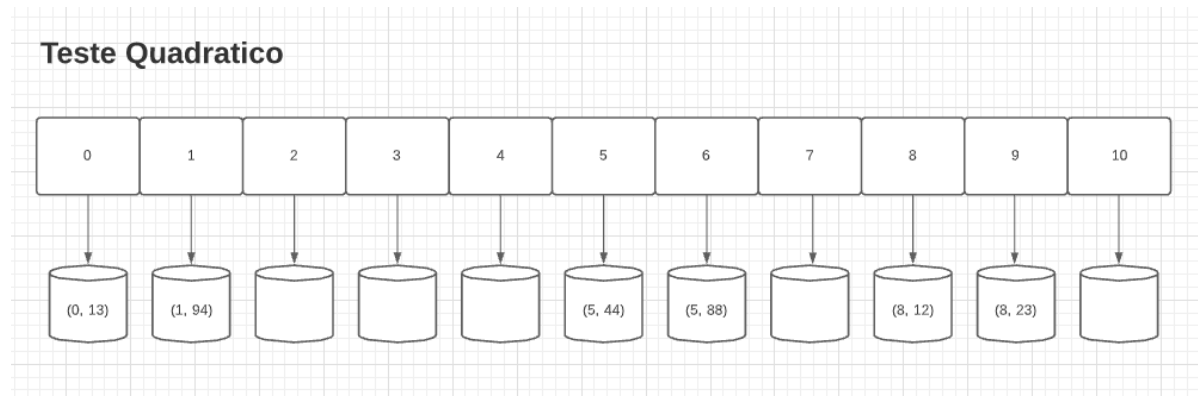 Teste Quadratico
0 1 2 3 4 5 6 7 8 9 10
(0, 13) (1, 94) (5, 44) (5, 88) (8, 12) (8, 23)